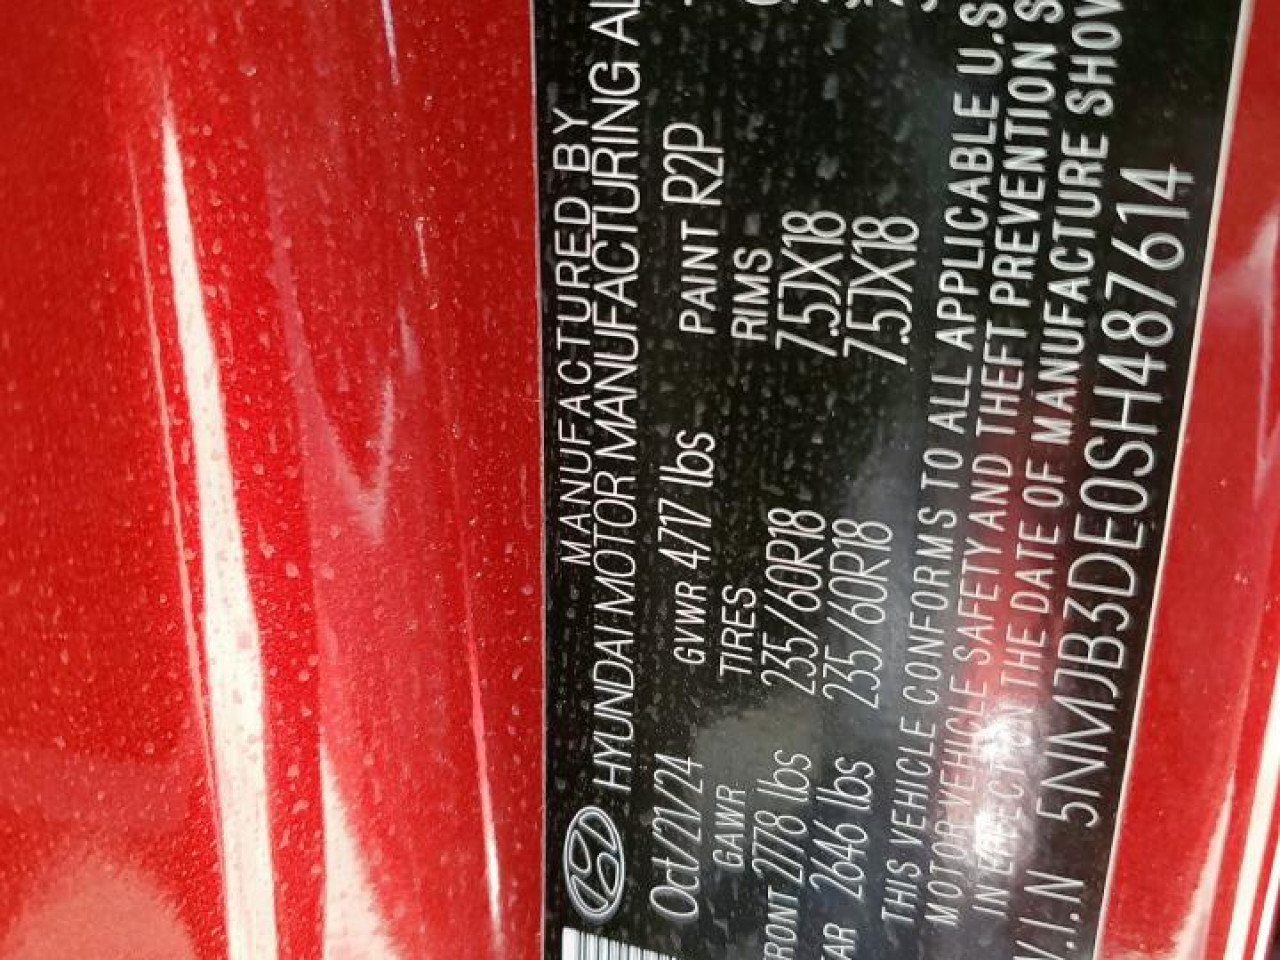 MANUFACTURED BY
HYUNDAI MOTOR MANUFACTURING AL
Oct/21/24 GVWR 4717 lbs PAINT R2P
GAWR TIRES RIMS
FRONT 2778 lbs 235/60R18 7.5JX18
EAR 2646 lbs 235/60R18 7.5JX18
THIS VEHICLE CONFORMS TO ALL APPLICABLE U.S
MOTOR VEHICLE SAFETY AND THEFT PREVENTION S
IN EFFECT ON THE DATE OF MANUFACTURE SHOW
V.I.N 5NMJB3DE0SH487614